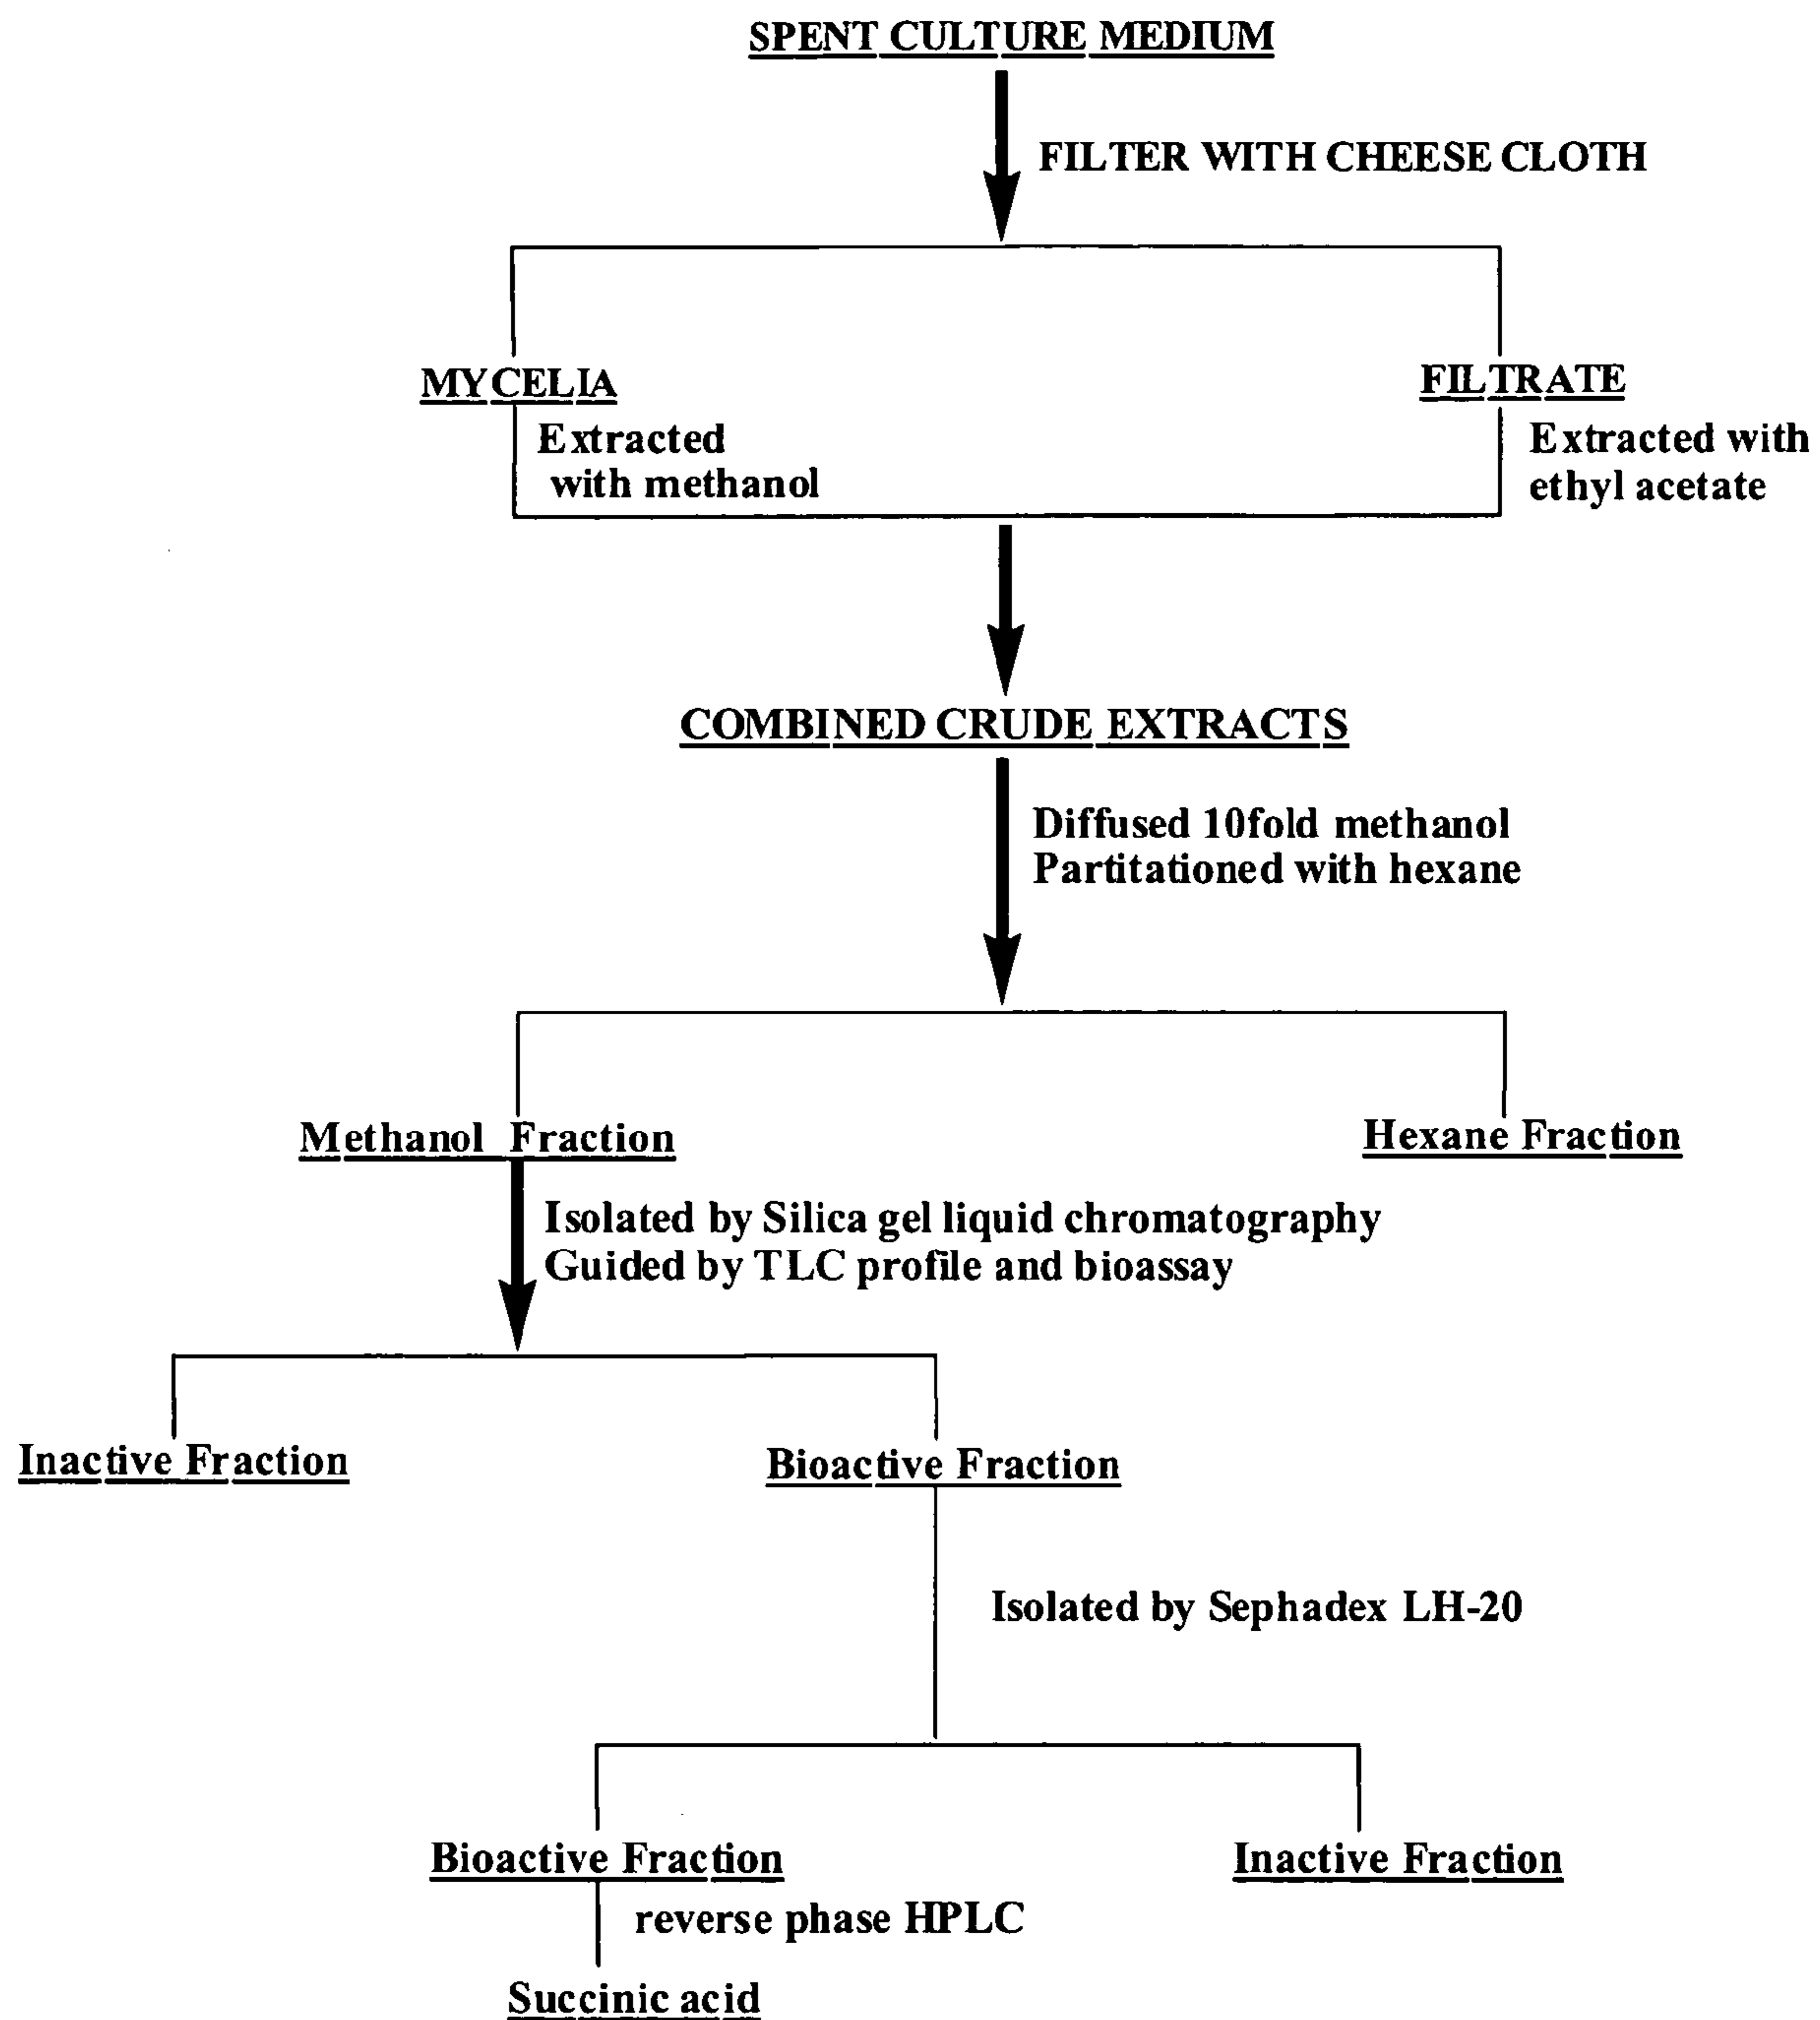 SPENT CULTURE MEDIUM
FILTER WITH CHEESE CLOTH
MYCELIA
Extracted
with methanol
FILTRATE
Extracted with
ethyl acetate
COMBINED CRUDE EXTRACTS
Diffused 10fold methanol
Partitationed with hexane
Methanol Fraction
Hexane Fraction
Isolated by Silica gel liquid chromatography
Guided by TLC profile and bioassay
Inactive Fraction
Bioactive Fraction
Isolated by Sephadex LH-20
Bioactive Fraction
Inactive Fraction
reverse phase HPLC
Succinic acid